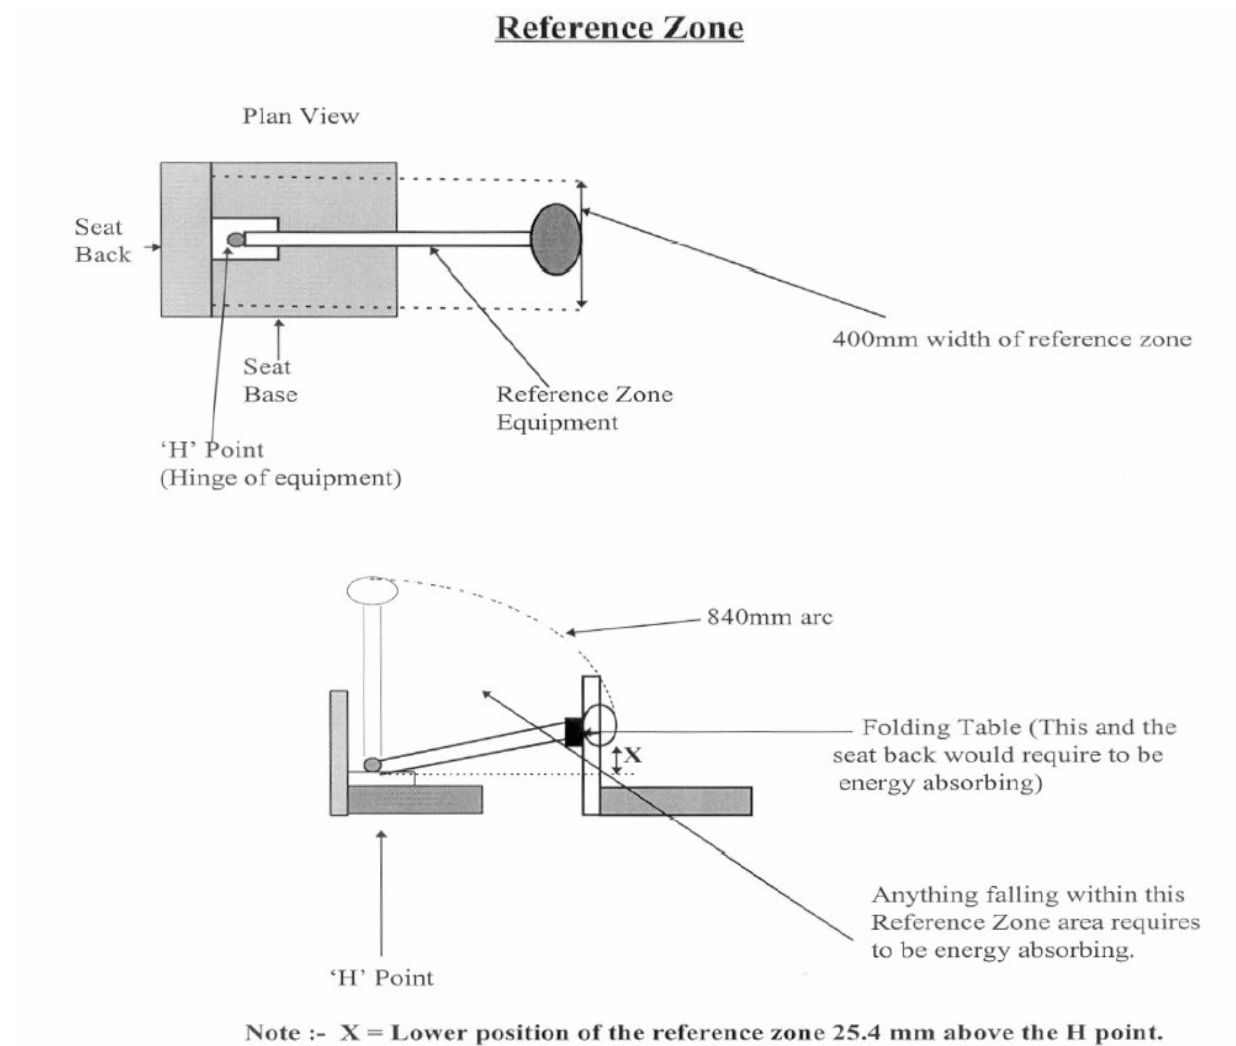 Reference Zone
Plan View
Seat
Back
400mm width of reference zone
Seat
Base
Reference Zone
Equipment
‘H’ Point
(Hinge of equipment)
840mm arc
Folding Table (This and the
seat back would require to be
energy absorbing)
X
Anything falling within this
Reference Zone area requires
to be energy absorbing.
‘H’ Point
Note :- X = Lower position of the reference zone 25.4 mm above the H point.